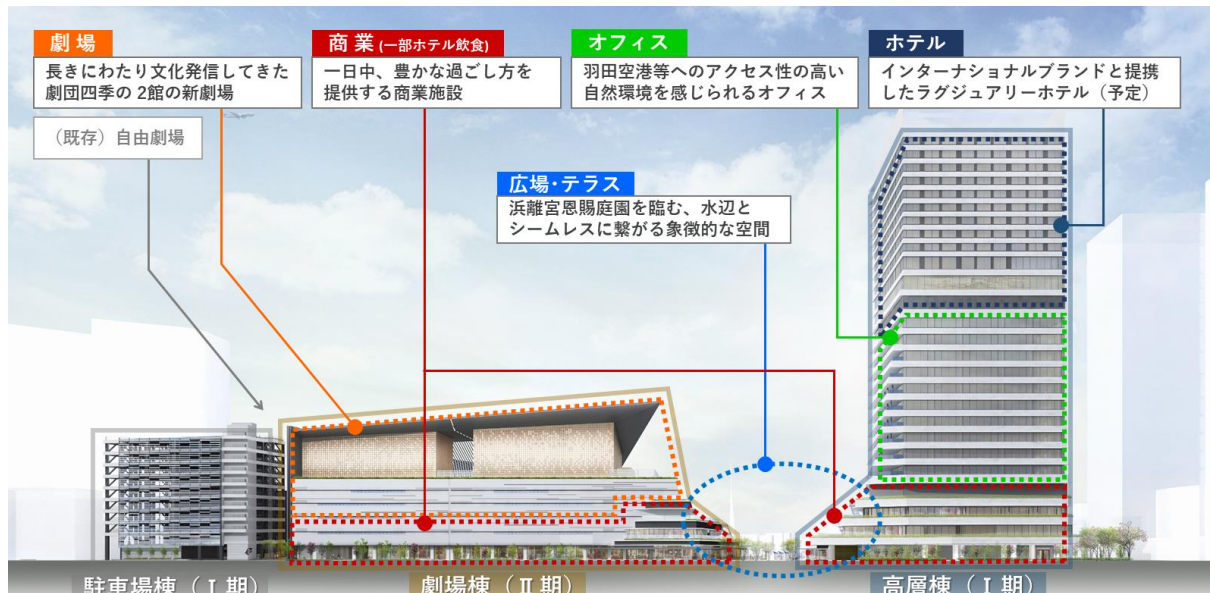 劇場
長きにわたり文化発信してきた
劇団四季の2館の新劇場
（既存）自由劇場
商業(一部ホテル飲食)
一日中、豊かな過ごし方を
提供する商業施設
オフィス
羽田空港等へのアクセス性の高い
自然環境を感じられるオフィス
ホテル
インターナショナルブランドと提携
したラグジュアリーホテル（予定）
広場・テラス
浜離宮恩賜庭園を臨む、水辺と
シームレスに繋がる象徴的な空間
駐車場棟（Ⅰ期）
劇場棟（Ⅱ期）
高層棟（Ⅰ期）